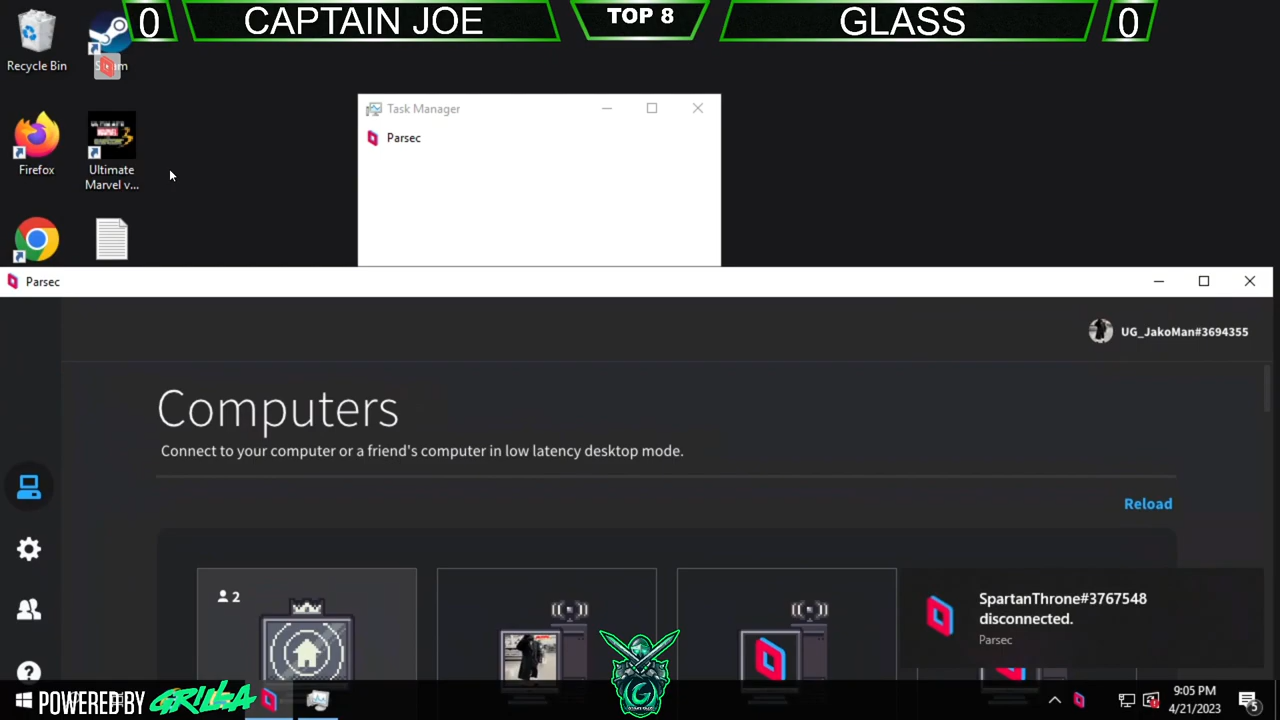 0
CAPTAIN JOE
TOP 8
GLASS
0
Recycle Bin
Firefox
Ultimate
Marvel v...
Task Manager
Parsec
Parsec
UG_JakoMan#3694355
Computers
Connect to your computer or a friend's computer in low latency desktop mode.
Reload
2
SpartanThrone#3767548
disconnected.
Parsec
POWERED BY GRILLA
9:05 PM
4/21/2023
5